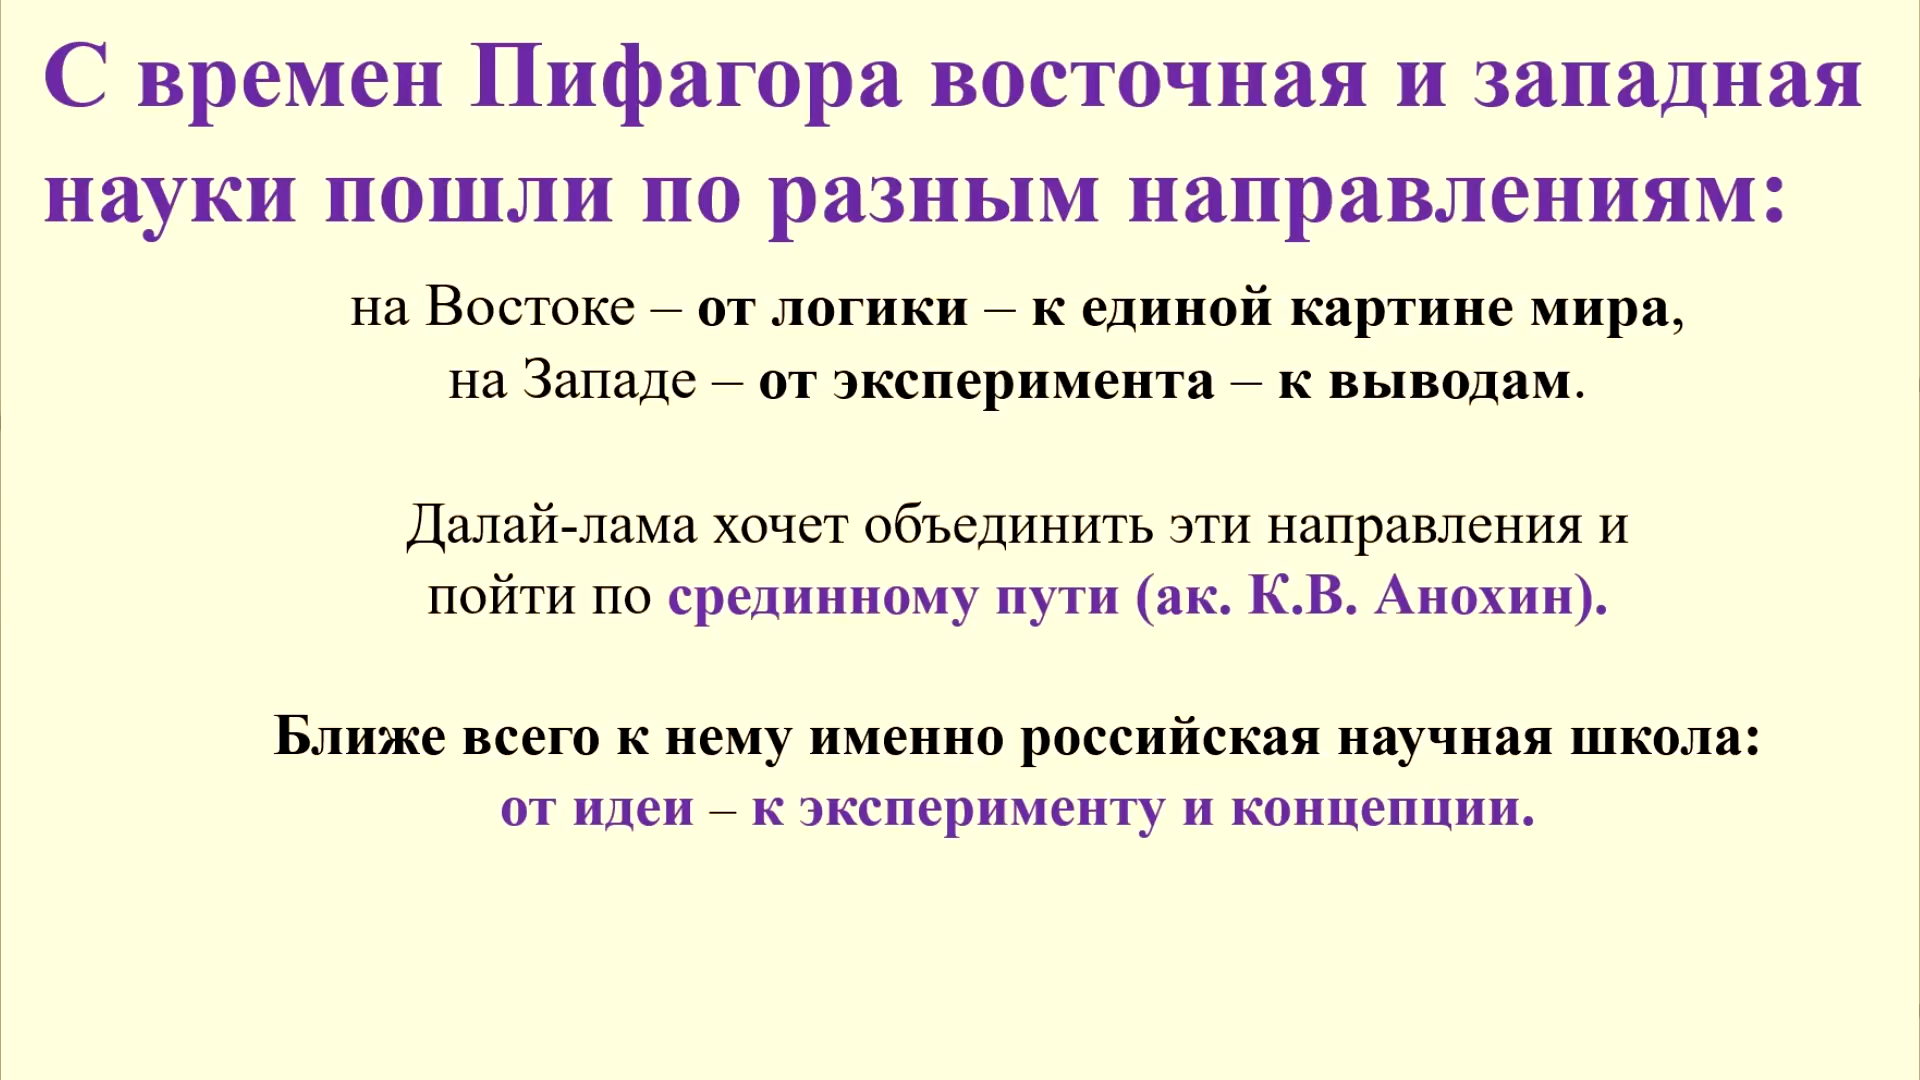 С времен Пифагора восточная и западная
науки пошли по разным направлениям:
на Востоке – от логики – к единой картине мира,
на Западе – от эксперимента – к выводам.
Далай-лама хочет объединить эти направления и
пойти по срединному пути (ак. К.В. Анохин).
Ближе всего к нему именно российская научная школа:
от идеи – к эксперименту и концепции.